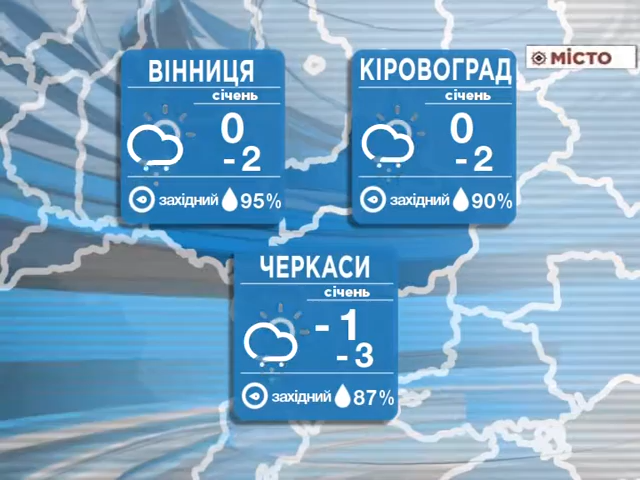 МІСТО
ВІННИЦЯ
січень
0
-2
західний 95%
КІРОВОГРАД
січень
0
-2
західний 90%
ЧЕРКАСИ
січень
-1
-3
західний 87%